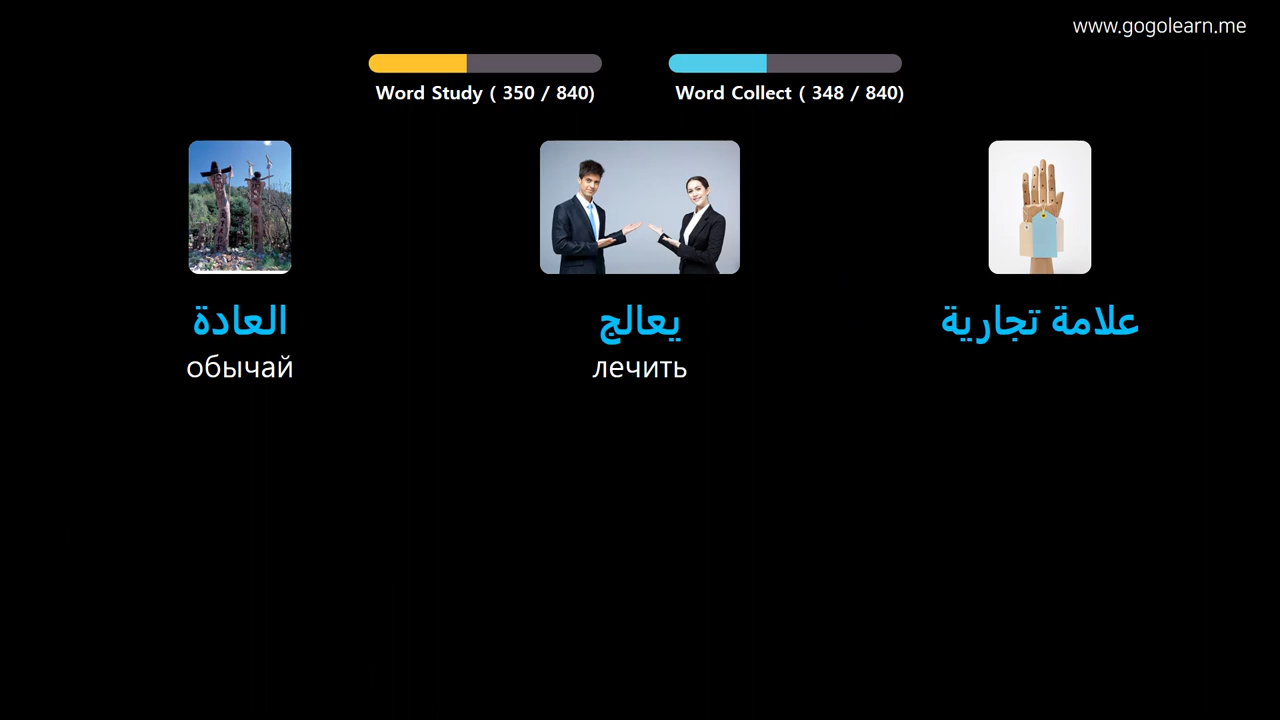 www.gogolearn.me
Word Study ( 350 / 840)
Word Collect ( 348 / 840)
العادة
обычай
يعالج
лечить
علامة تجارية